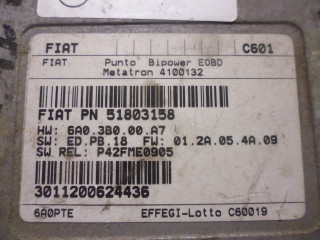 FIAT C601
FIAT Punto Bipower EOBD
Metatron 4100132
FIAT PN 51803158
HW: 6A0.3B0.00.A7
SW: ED.PB.18 FW: 01.2A.05.4A.09
SW REL: P42FME0905
3011200624436
6A0PTE EFFEGI-Lotto C60019